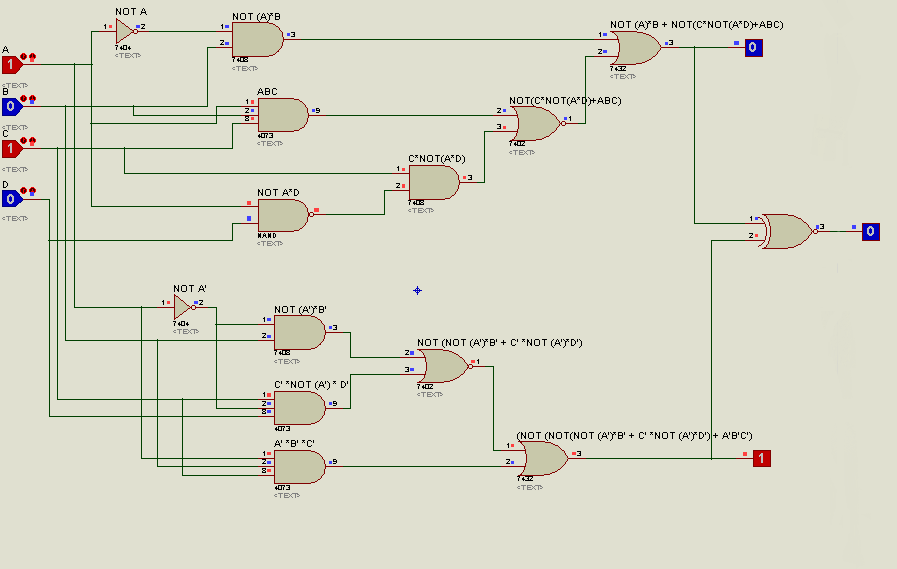 NOT A
1 2
7404
<TEXT>
NOT (A)*B
1
2
3
7408
<TEXT>
NOT (A)*B + NOT(C*NOT(A*D)+ABC)
1
2
3
7432
<TEXT>
0
A
1
<TEXT>
B
0
<TEXT>
C
1
<TEXT>
D
0
<TEXT>
ABC
1
2
8
9
4073
NOT(C*NOT(A*D)+ABC)
2
3
1
7402
<TEXT>
C*NOT(A*D)
1
2
3
7408
<TEXT>
NOT A*D
NAND
<TEXT>
1
2
3
0
NOT A'
1 2
7404
<TEXT>
NOT (A')*B'
1
2
3
7408
<TEXT>
NOT (NOT (A')*B' + C' *NOT (A')*D')
2
3
1
7402
<TEXT>
C' *NOT (A') * D'
1
2
8
9
4073
A' *B' *C'
1
2
8
9
4073
<TEXT>
(NOT (NOT(NOT (A')*B' + C' *NOT (A')*D') + A'B'C')
1
2
3
7432
<TEXT>
1